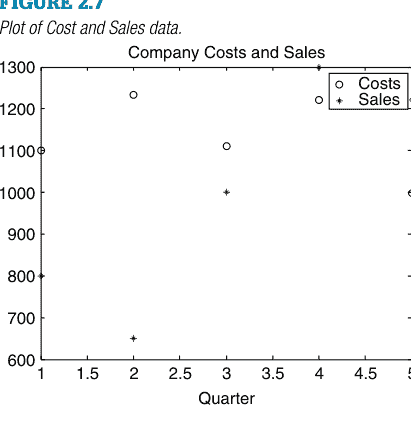 FIGURE 2.7
Plot of Cost and Sales data.
Company Costs and Sales
1300
Costs
Sales
1200
1100
1000
900
800
700
600
1 1.5 2 2.5 3 3.5 4 4.5 5
Quarter